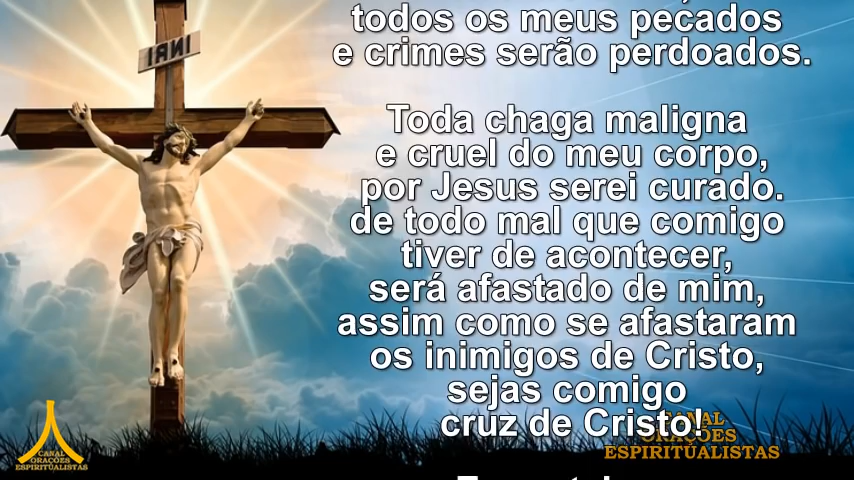 todos os meus pecados
e crimes serão perdoados.
Toda chaga maligna
e cruel do meu corpo,
por Jesus serei curado.
de todo mal que comigo
tiver de acontecer,
será afastado de mim,
assim como se afastaram
os inimigos de Cristo,
sejas comigo
cruz de Cristo!
INRI
CANAL
ORAÇÕES
ESPIRITUALISTAS
CANAL
ORAÇÕES
ESPIRITUALISTAS